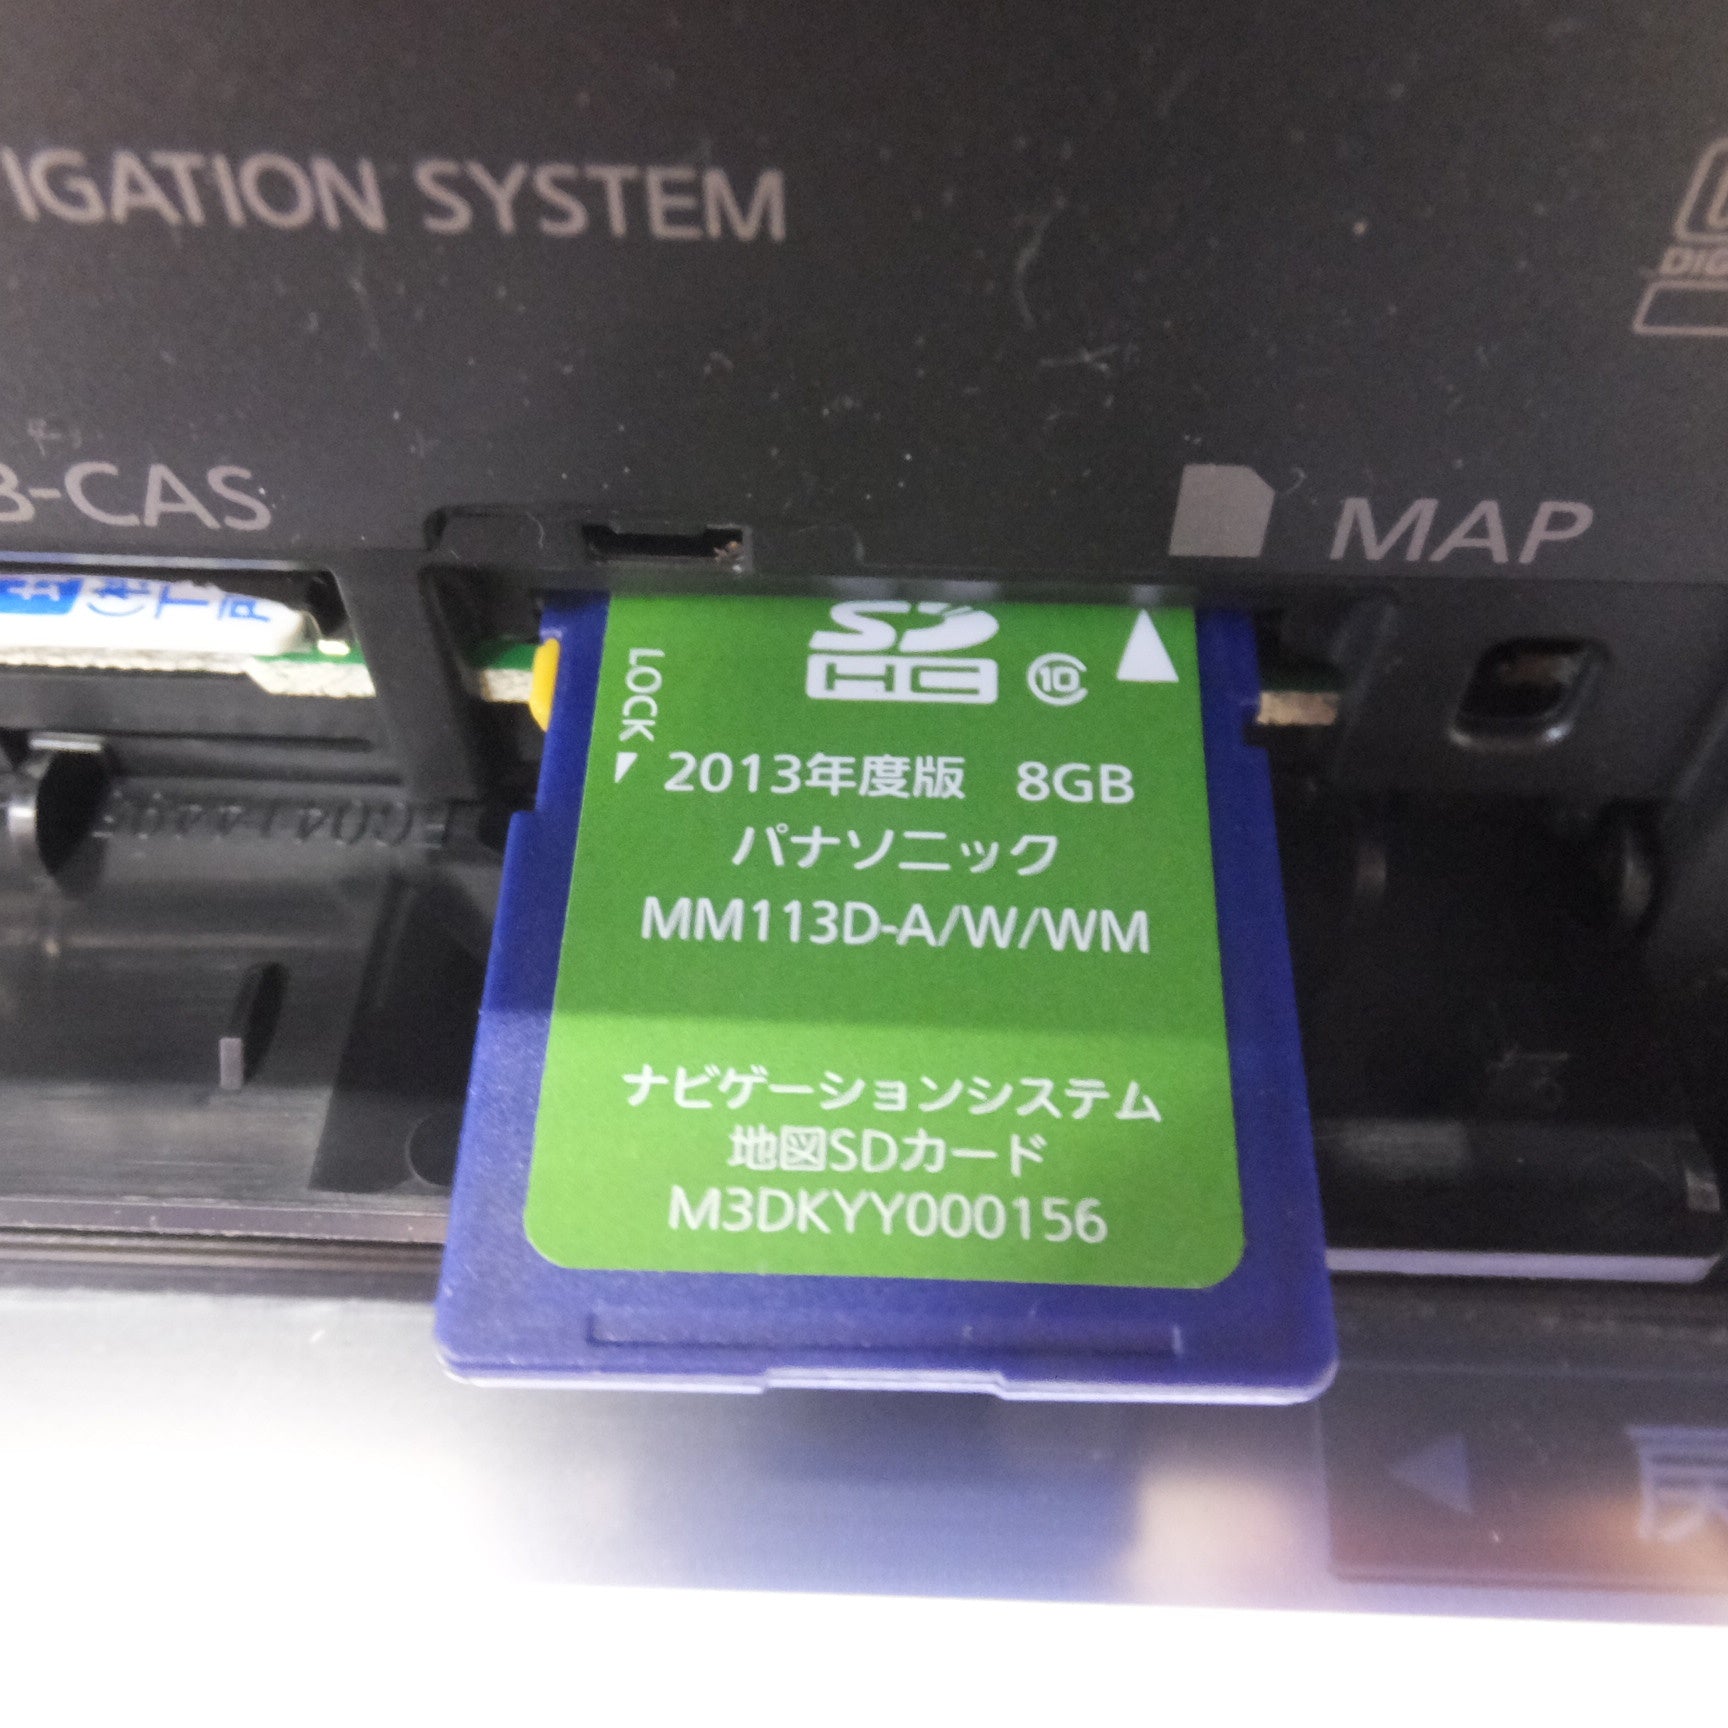 IGATION SYSTEM
B-CAS
MAP
SD
HC 10
LOCK
2013年度版 8GB
パナソニック
MM113D-A/W/WM
ナビゲーションシステム
地図SDカード
M3DKYY000156